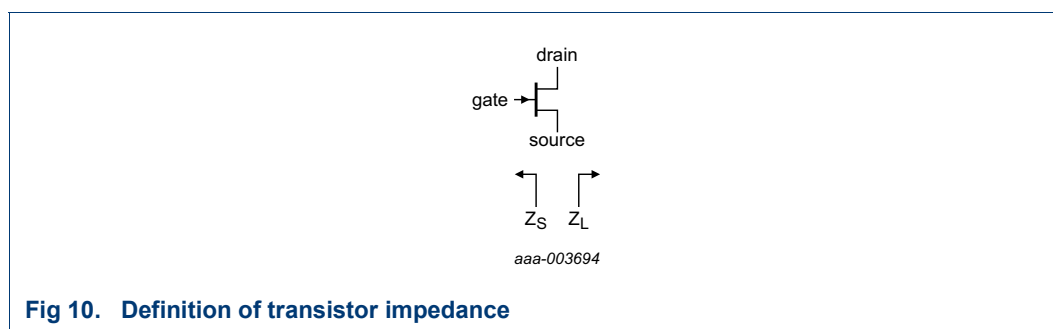 drain
gate
source
ZS ZL
aaa-003694
Fig 10. Definition of transistor impedance